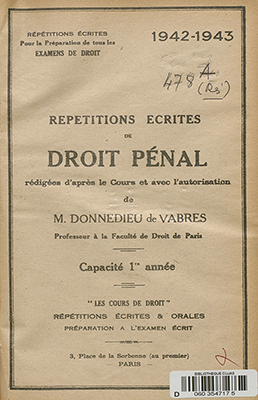 RÉPÉTITIONS ÉCRITES
Pour la Préparation de tous les
EXAMENS DE DROIT
1942-1943
478 A
(Rés)
REPETITIONS ECRITES
DE
DROIT PÉNAL
rédigées d'après le Cours et avec l'autorisation
de
M. DONNEDIEU de VABRES
Professeur à la Faculté de Droit de Paris
Capacité 1re année
"LES COURS DE DROIT"
RÉPÉTITIONS ÉCRITES & ORALES
PRÉPARATION A L'EXAMEN ÉCRIT
3, Place de la Sorbonne (au premier)
PARIS
BIBLIOTHEQUE CUJAS
D 060 354717 5